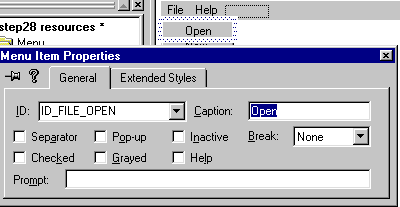 File Help
step28 resources *
Open
Menu
Menu Item Properties
General Extended Styles
ID: ID_FILE_OPEN Caption: Open
Separator Pop-up Inactive Break: None
Checked Grayed Help
Prompt: